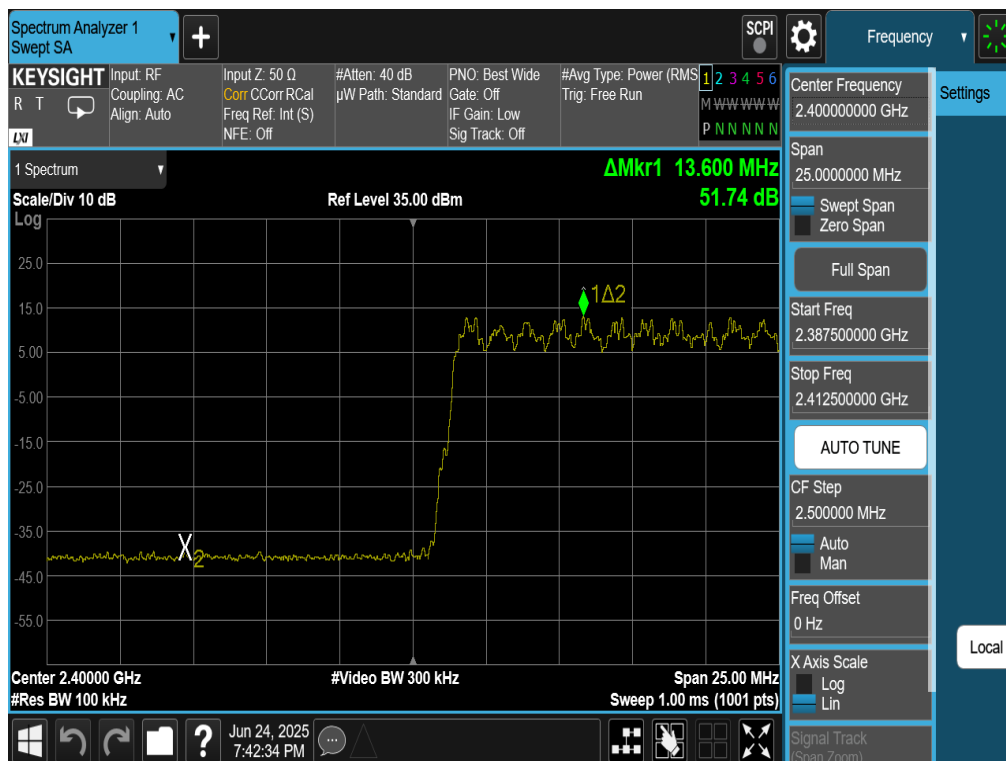 Spectrum Analyzer 1
Swept SA
+
SCPI
Frequency
KEYSIGHT
R T
LXI
Input: RF
Coupling: AC
Align: Auto
Input Z: 50 Ω
Corr CCorr RCal
Freq Ref: Int (S)
NFE: Off
#Atten: 40 dB
µW Path: Standard
PNO: Best Wide
Gate: Off
IF Gain: Low
Sig Track: Off
#Avg Type: Power (RMS
Trig: Free Run
1 2 3 4 5 6
M W W W W W
P N N N N N
1 Spectrum
ΔMkr1 13.600 MHz
51.74 dB
Scale/Div 10 dB
Ref Level 35.00 dBm
Log
25.0
15.0
5.00
-5.00
-15.0
-25.0
-35.0
-45.0
-55.0
1Δ2
X2
Center 2.40000 GHz
#Video BW 300 kHz
Span 25.00 MHz
#Res BW 100 kHz
Sweep 1.00 ms (1001 pts)
Center Frequency
2.400000000 GHz
Span
25.0000000 MHz
Swept Span
Zero Span
Full Span
Start Freq
2.387500000 GHz
Stop Freq
2.412500000 GHz
AUTO TUNE
CF Step
2.500000 MHz
Auto
Man
Freq Offset
0 Hz
X Axis Scale
Log
Lin
Signal Track
(Span Zoom)
Settings
Local
?
Jun 24, 2025
7:42:34 PM